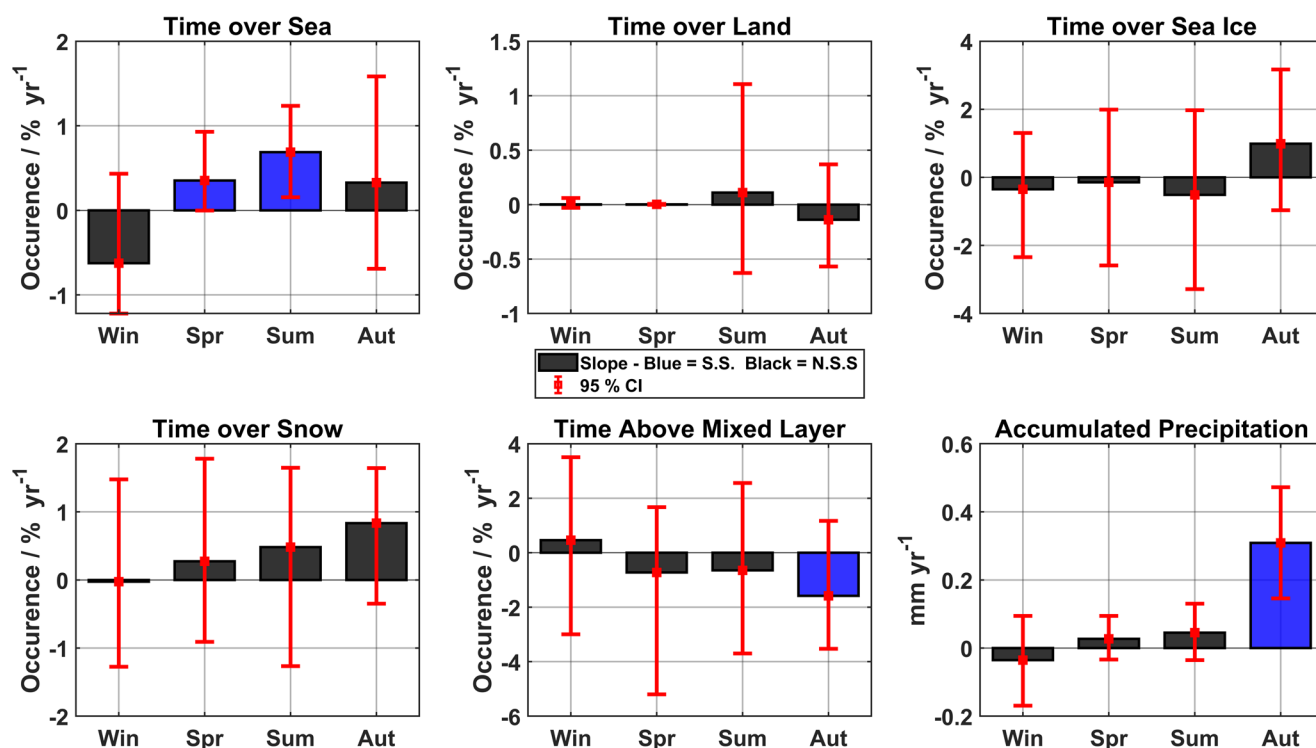 Time over Sea
Occurence / % yr-1
2
1
0
-1
Win Spr Sum Aut
Time over Land
Occurence / % yr-1
1.5
1
0.5
0
-0.5
-1
Win Spr Sum Aut
Time over Sea Ice
Occurence / % yr-1
4
2
0
-2
-4
Win Spr Sum Aut
Slope - Blue = S.S. Black = N.S.S
95 % CI
Time over Snow
Occurence / % yr-1
2
1
0
-1
-2
Win Spr Sum Aut
Time Above Mixed Layer
Occurence / % yr-1
4
2
0
-2
-4
-6
Win Spr Sum Aut
Accumulated Precipitation
mm yr-1
0.6
0.4
0.2
0
-0.2
Win Spr Sum Aut